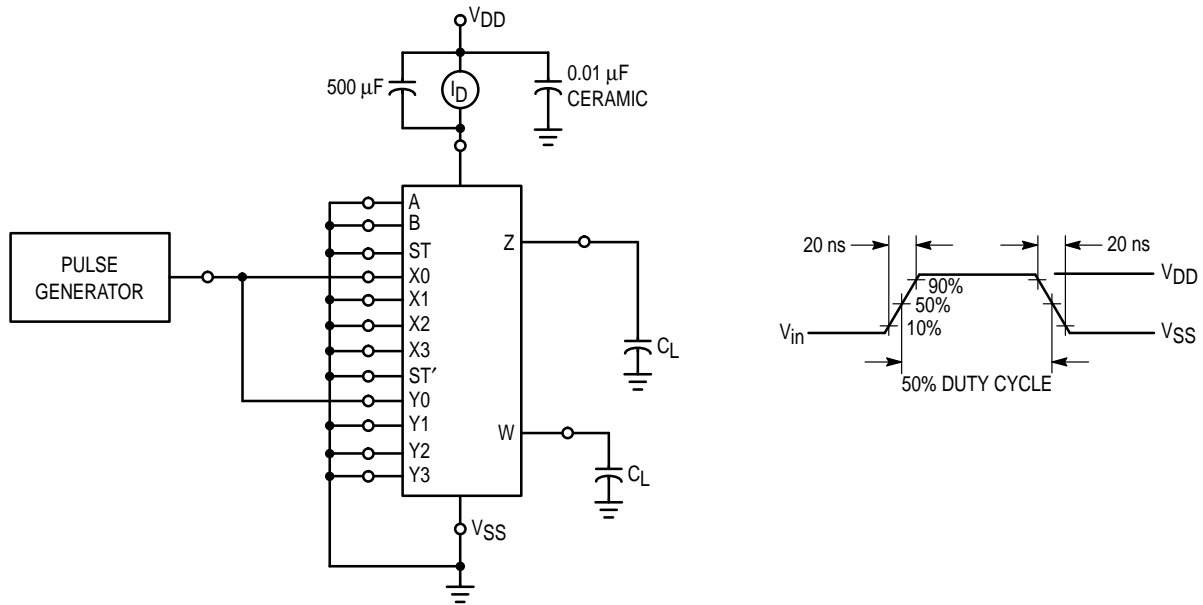 VDD
500 µF
ID
0.01 µF
CERAMIC
PULSE
GENERATOR
A
B
ST
X0
X1
X2
X3
ST′
Y0
Y1
Y2
Y3
Z
W
CL
CL
VSS
20 ns
20 ns
VDD
90%
50%
10%
Vin
VSS
50% DUTY CYCLE